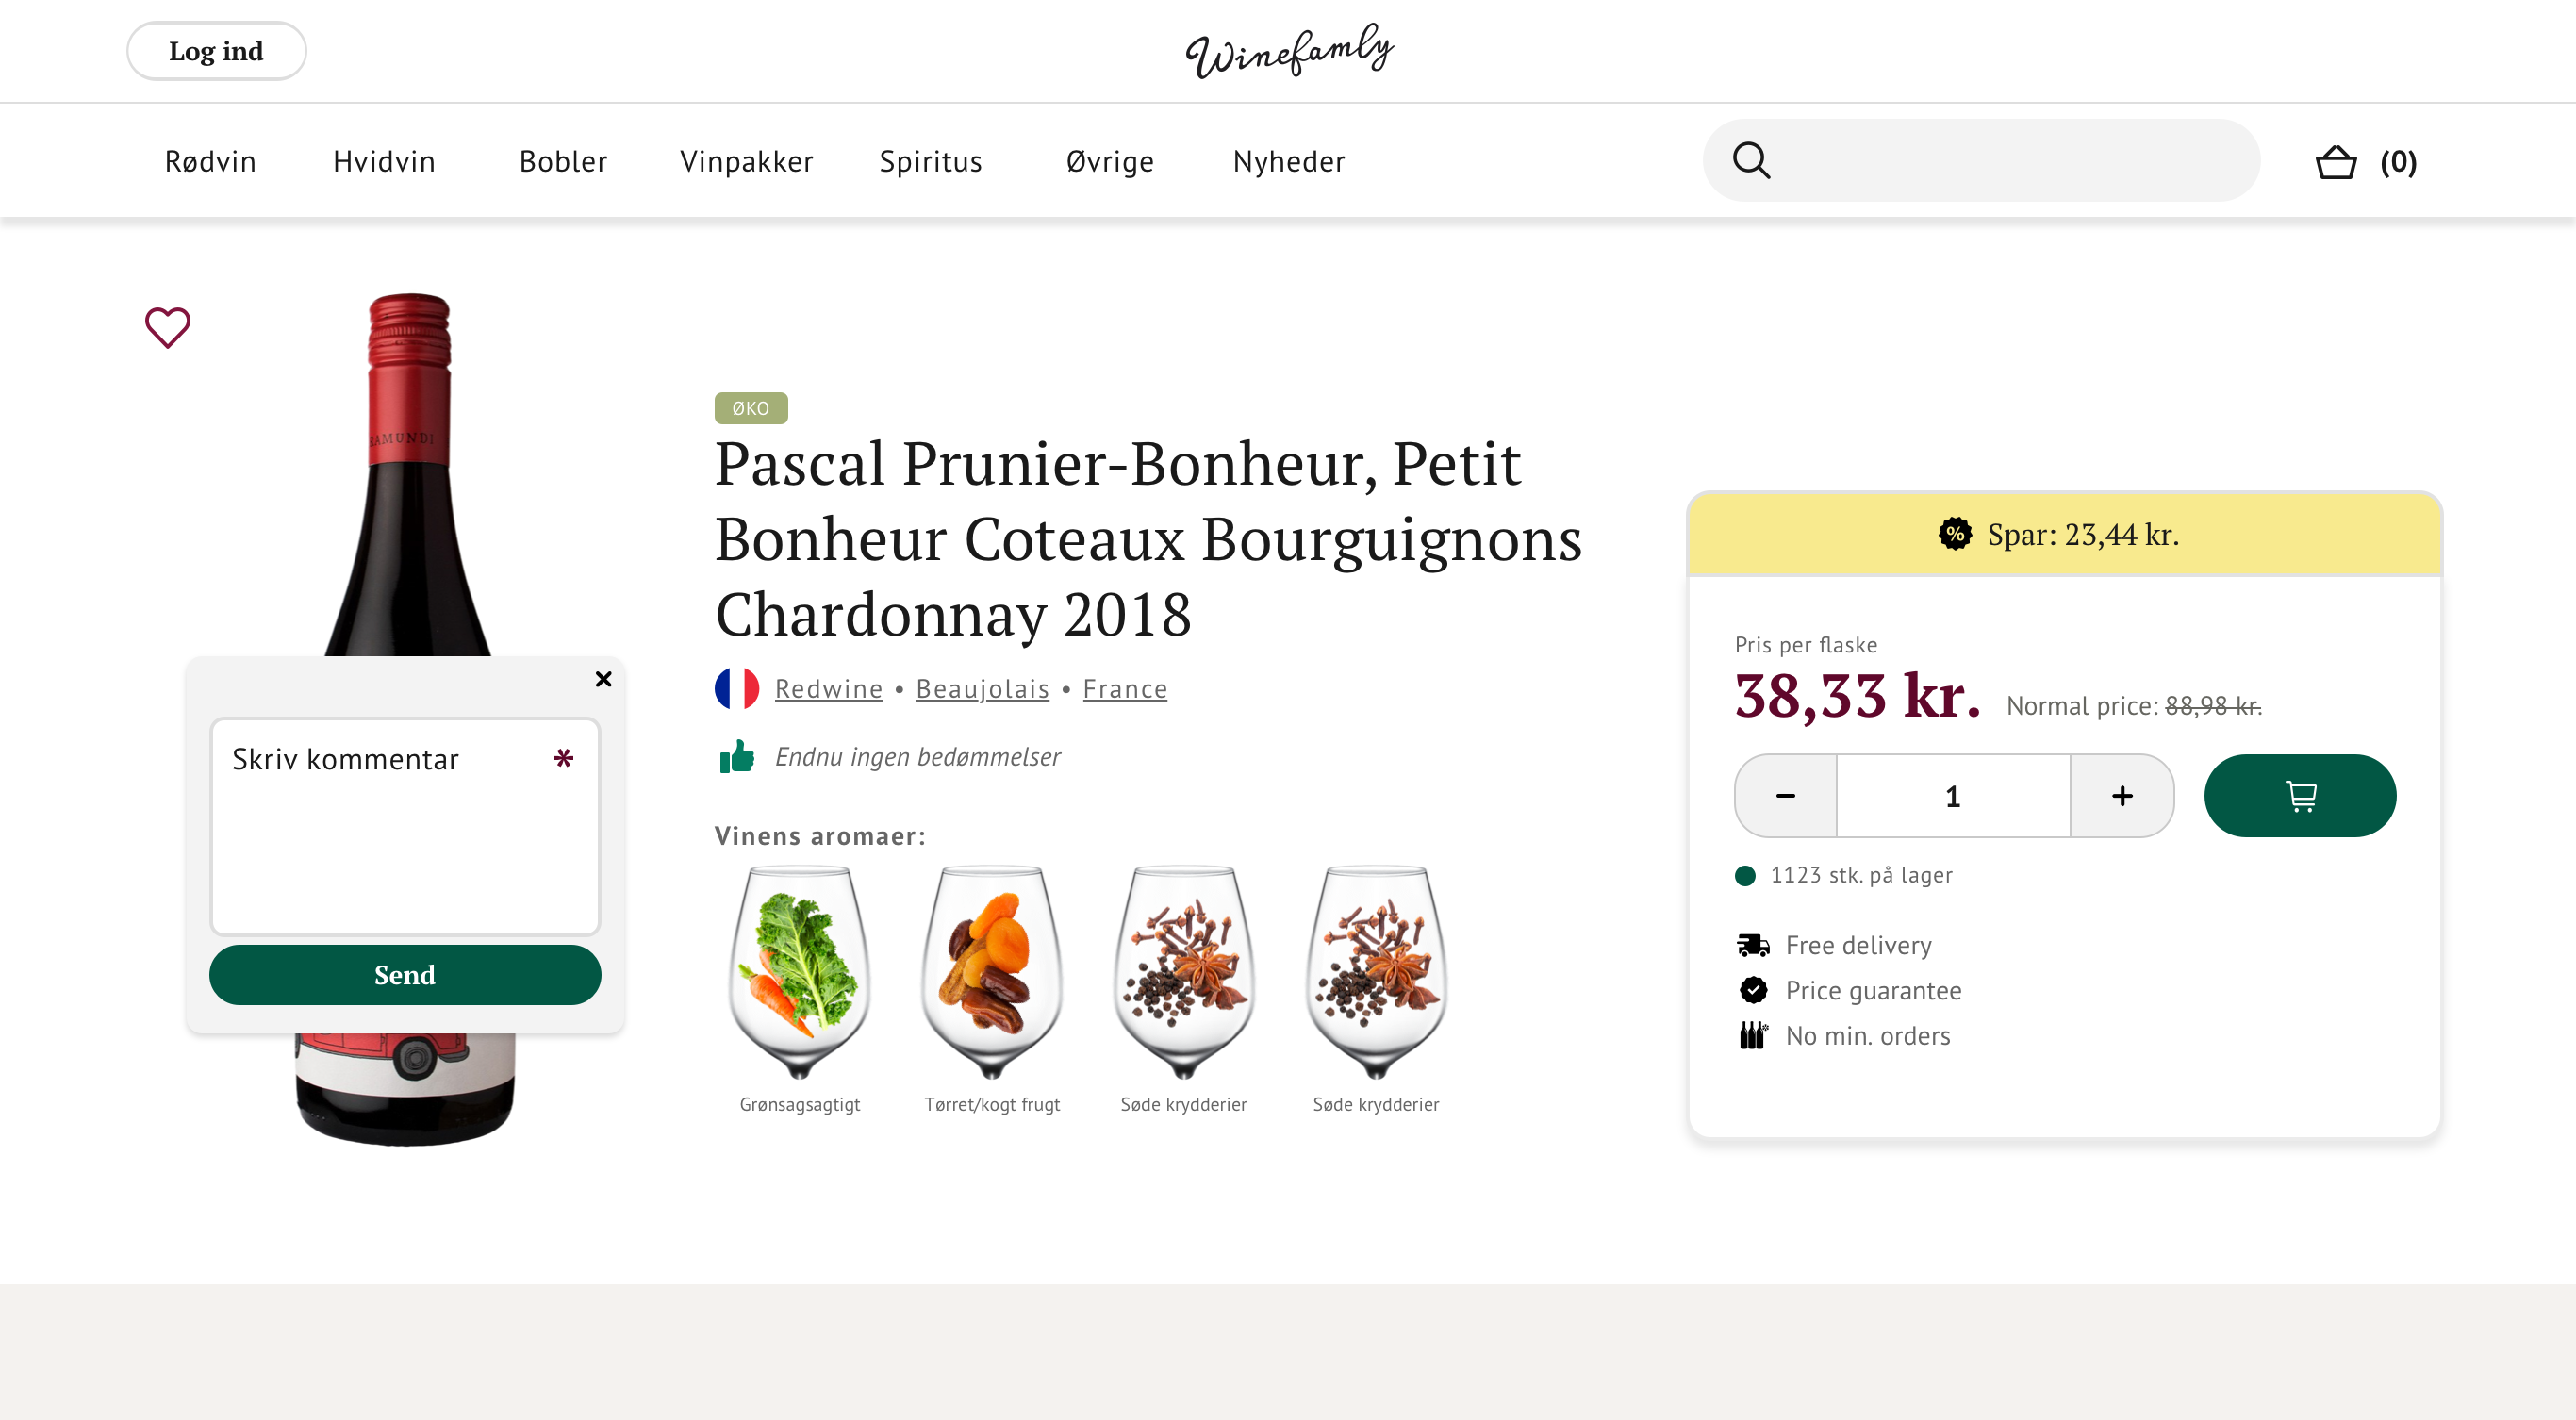 Log ind
Winefamly
Rødvin Hvidvin Bobler Vinpakker Spiritus Øvrige Nyheder
(0)
RAMUNDI
ØKO
Pascal Prunier-Bonheur, Petit
Bonheur Coteaux Bourguignons
Chardonnay 2018
Redwine • Beaujolais • France
Endnu ingen bedømmelser
Skriv kommentar *
Send
Vinens aromaer:
Grønsagsagtigt Tørret/kogt frugt Søde krydderier Søde krydderier
% Spar: 23,44 kr.
Pris per flaske
38,33 kr. Normal price: 88,98 kr.
− 1 +
1123 stk. på lager
Free delivery
Price guarantee
No min. orders